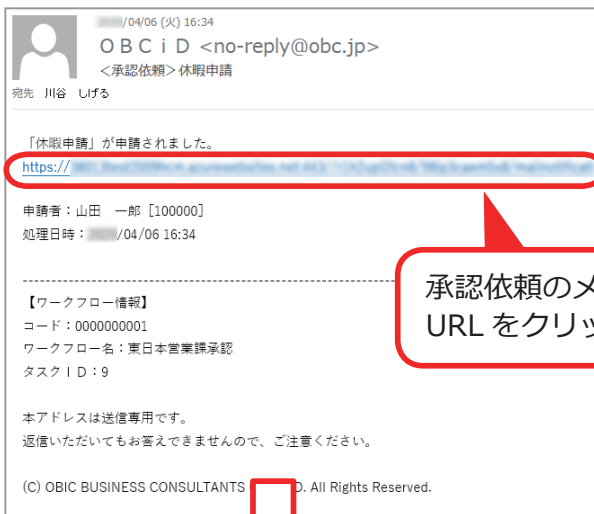 /04/06 (火) 16:34
ＯＢＣｉＤ <no-reply@obc.jp>
<承認依頼>休暇申請
宛先 川谷 しげる
「休暇申請」が申請されました。
https://
申請者：山田　一郎［100000］
処理日時： /04/06 16:34
承認依頼のメ
URL をクリッ
【ワークフロー情報】
コード：0000000001
ワークフロー名：東日本営業課承認
タスクＩＤ：9
本アドレスは送信専用です。
返信いただいてもお答えできませんので、ご注意ください。
(C) OBIC BUSINESS CONSULTANTS D. All Rights Reserved.